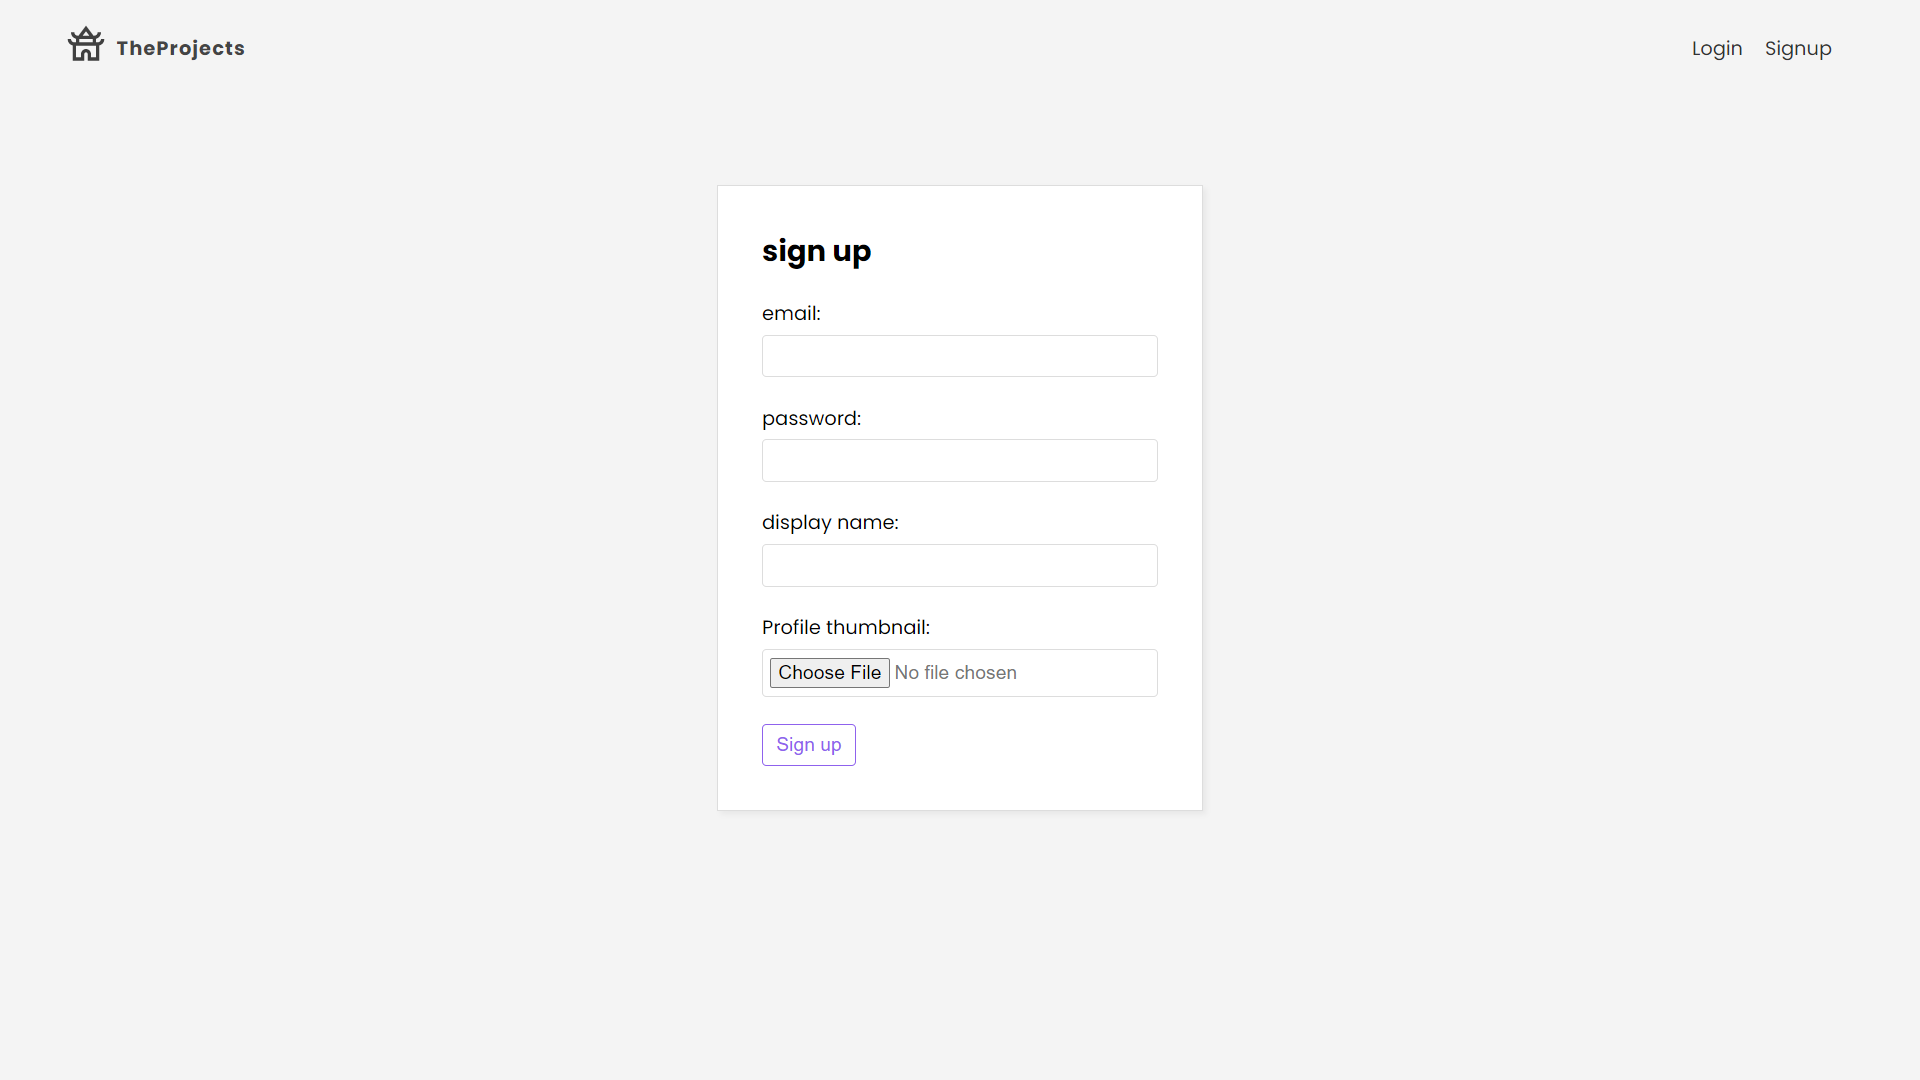 TheProjects
Login Signup
sign up
email:
password:
display name:
Profile thumbnail:
Choose File No file chosen
Sign up